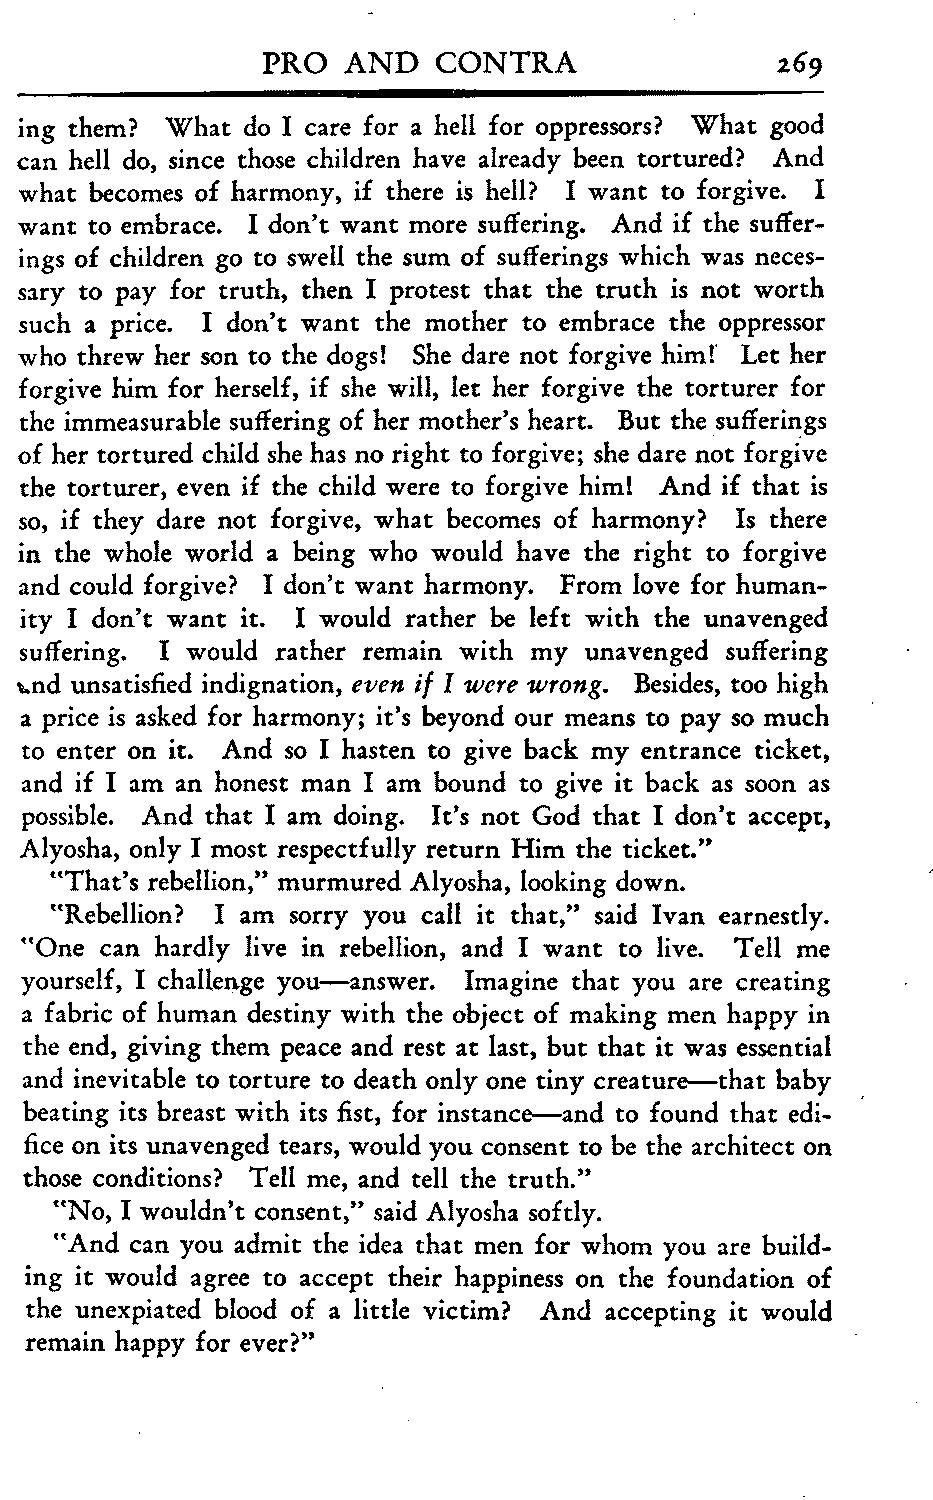 PRO AND CONTRA 269
ing them? What do I care for a hell for oppressors? What good
can hell do, since those children have already been tortured? And
what becomes of harmony, if there is hell? I want to forgive. I
want to embrace. I don't want more suffering. And if the suffer-
ings of children go to swell the sum of sufferings which was neces-
sary to pay for truth, then I protest that the truth is not worth
such a price. I don't want the mother to embrace the oppressor
who threw her son to the dogs! She dare not forgive him! Let her
forgive him for herself, if she will, let her forgive the torturer for
the immeasurable suffering of her mother's heart. But the sufferings
of her tortured child she has no right to forgive; she dare not forgive
the torturer, even if the child were to forgive him! And if that is
so, if they dare not forgive, what becomes of harmony? Is there
in the whole world a being who would have the right to forgive
and could forgive? I don't want harmony. From love for human-
ity I don't want it. I would rather be left with the unavenged
suffering. I would rather remain with my unavenged suffering
and unsatisfied indignation, even if I were wrong. Besides, too high
a price is asked for harmony; it's beyond our means to pay so much
to enter on it. And so I hasten to give back my entrance ticket,
and if I am an honest man I am bound to give it back as soon as
possible. And that I am doing. It's not God that I don't accept,
Alyosha, only I most respectfully return Him the ticket."
"That's rebellion," murmured Alyosha, looking down.
"Rebellion? I am sorry you call it that," said Ivan earnestly.
"One can hardly live in rebellion, and I want to live. Tell me
yourself, I challenge you—answer. Imagine that you are creating
a fabric of human destiny with the object of making men happy in
the end, giving them peace and rest at last, but that it was essential
and inevitable to torture to death only one tiny creature—that baby
beating its breast with its fist, for instance—and to found that edi-
fice on its unavenged tears, would you consent to be the architect on
those conditions? Tell me, and tell the truth."
"No, I wouldn't consent," said Alyosha softly.
"And can you admit the idea that men for whom you are build-
ing it would agree to accept their happiness on the foundation of
the unexpiated blood of a little victim? And accepting it would
remain happy for ever?"